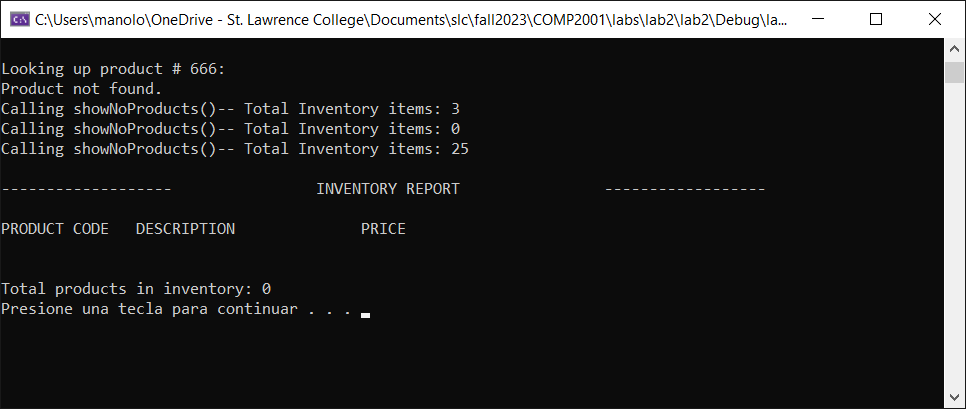 C:\Users\manolo\OneDrive - St. Lawrence College\Documents\slc\fall2023\COMP2001\labs\lab2\lab2\Debug\la...
Looking up product # 666:
Product not found.
Calling showNoProducts()-- Total Inventory items: 3
Calling showNoProducts()-- Total Inventory items: 0
Calling showNoProducts()-- Total Inventory items: 25
------------------- INVENTORY REPORT ------------------
PRODUCT CODE DESCRIPTION PRICE
Total products in inventory: 0
Presione una tecla para continuar . . .